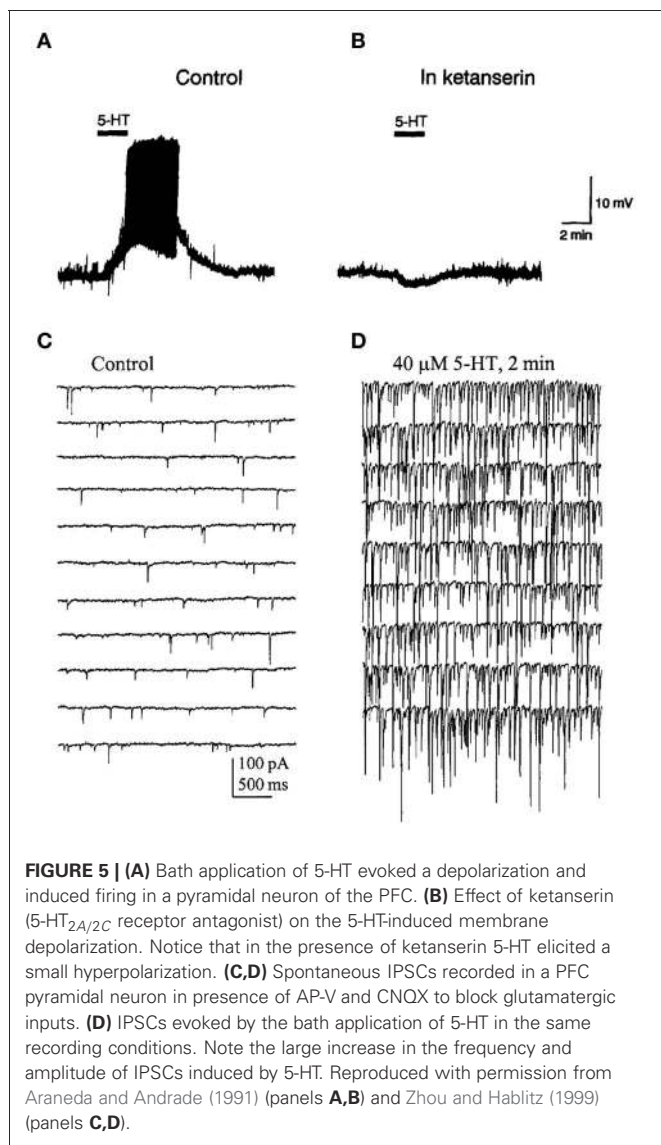 A
Control
5-HT
B
In ketanserin
5-HT
10 mV
2 min
C
Control
100 pA
500 ms
D
40 μM 5-HT, 2 min
FIGURE 5 | (A) Bath application of 5-HT evoked a depolarization and
induced firing in a pyramidal neuron of the PFC. (B) Effect of ketanserin
(5-HT2A/2C receptor antagonist) on the 5-HT-induced membrane
depolarization. Notice that in the presence of ketanserin 5-HT elicited a
small hyperpolarization. (C,D) Spontaneous IPSCs recorded in a PFC
pyramidal neuron in presence of AP-V and CNQX to block glutamatergic
inputs. (D) IPSCs evoked by the bath application of 5-HT in the same
recording conditions. Note the large increase in the frequency and
amplitude of IPSCs induced by 5-HT. Reproduced with permission from
Araneda and Andrade (1991) (panels A,B) and Zhou and Hablitz (1999)
(panels C,D).